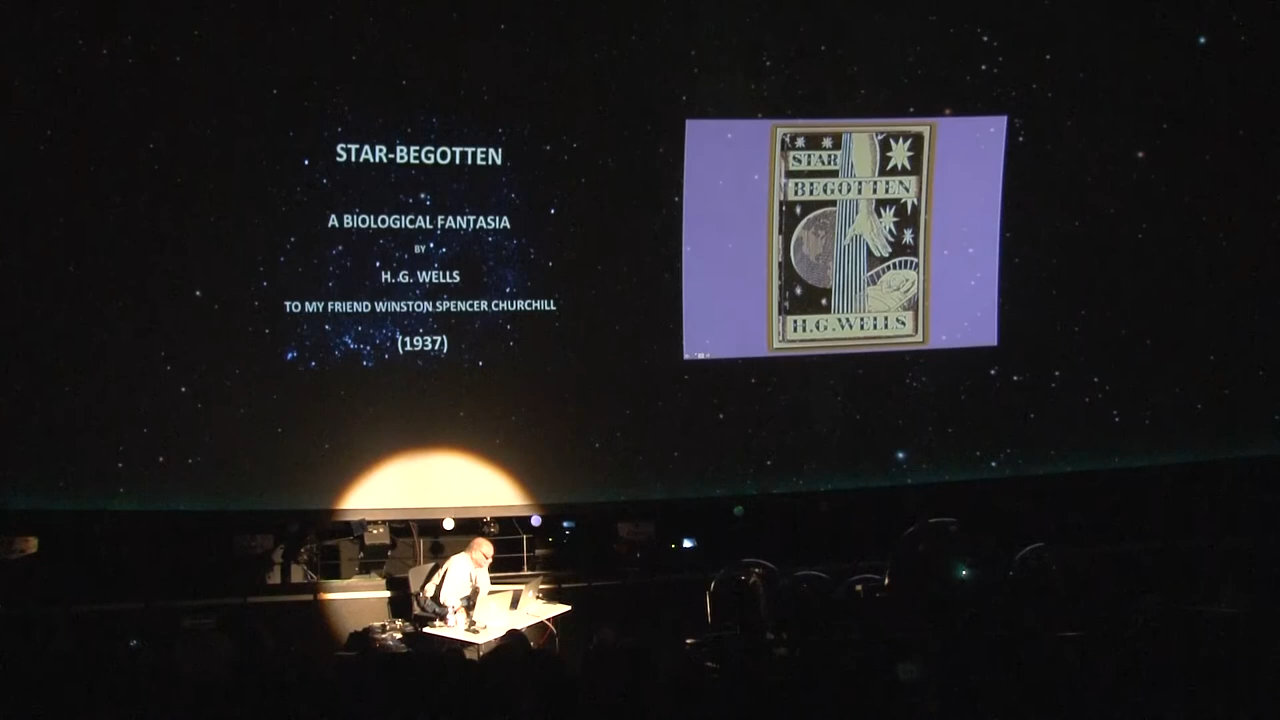 STAR-BEGOTTEN
A BIOLOGICAL FANTASIA
BY
H. G. WELLS
TO MY FRIEND WINSTON SPENCER CHURCHILL
(1937)
STAR
BEGOTTEN
H.G.WELLS